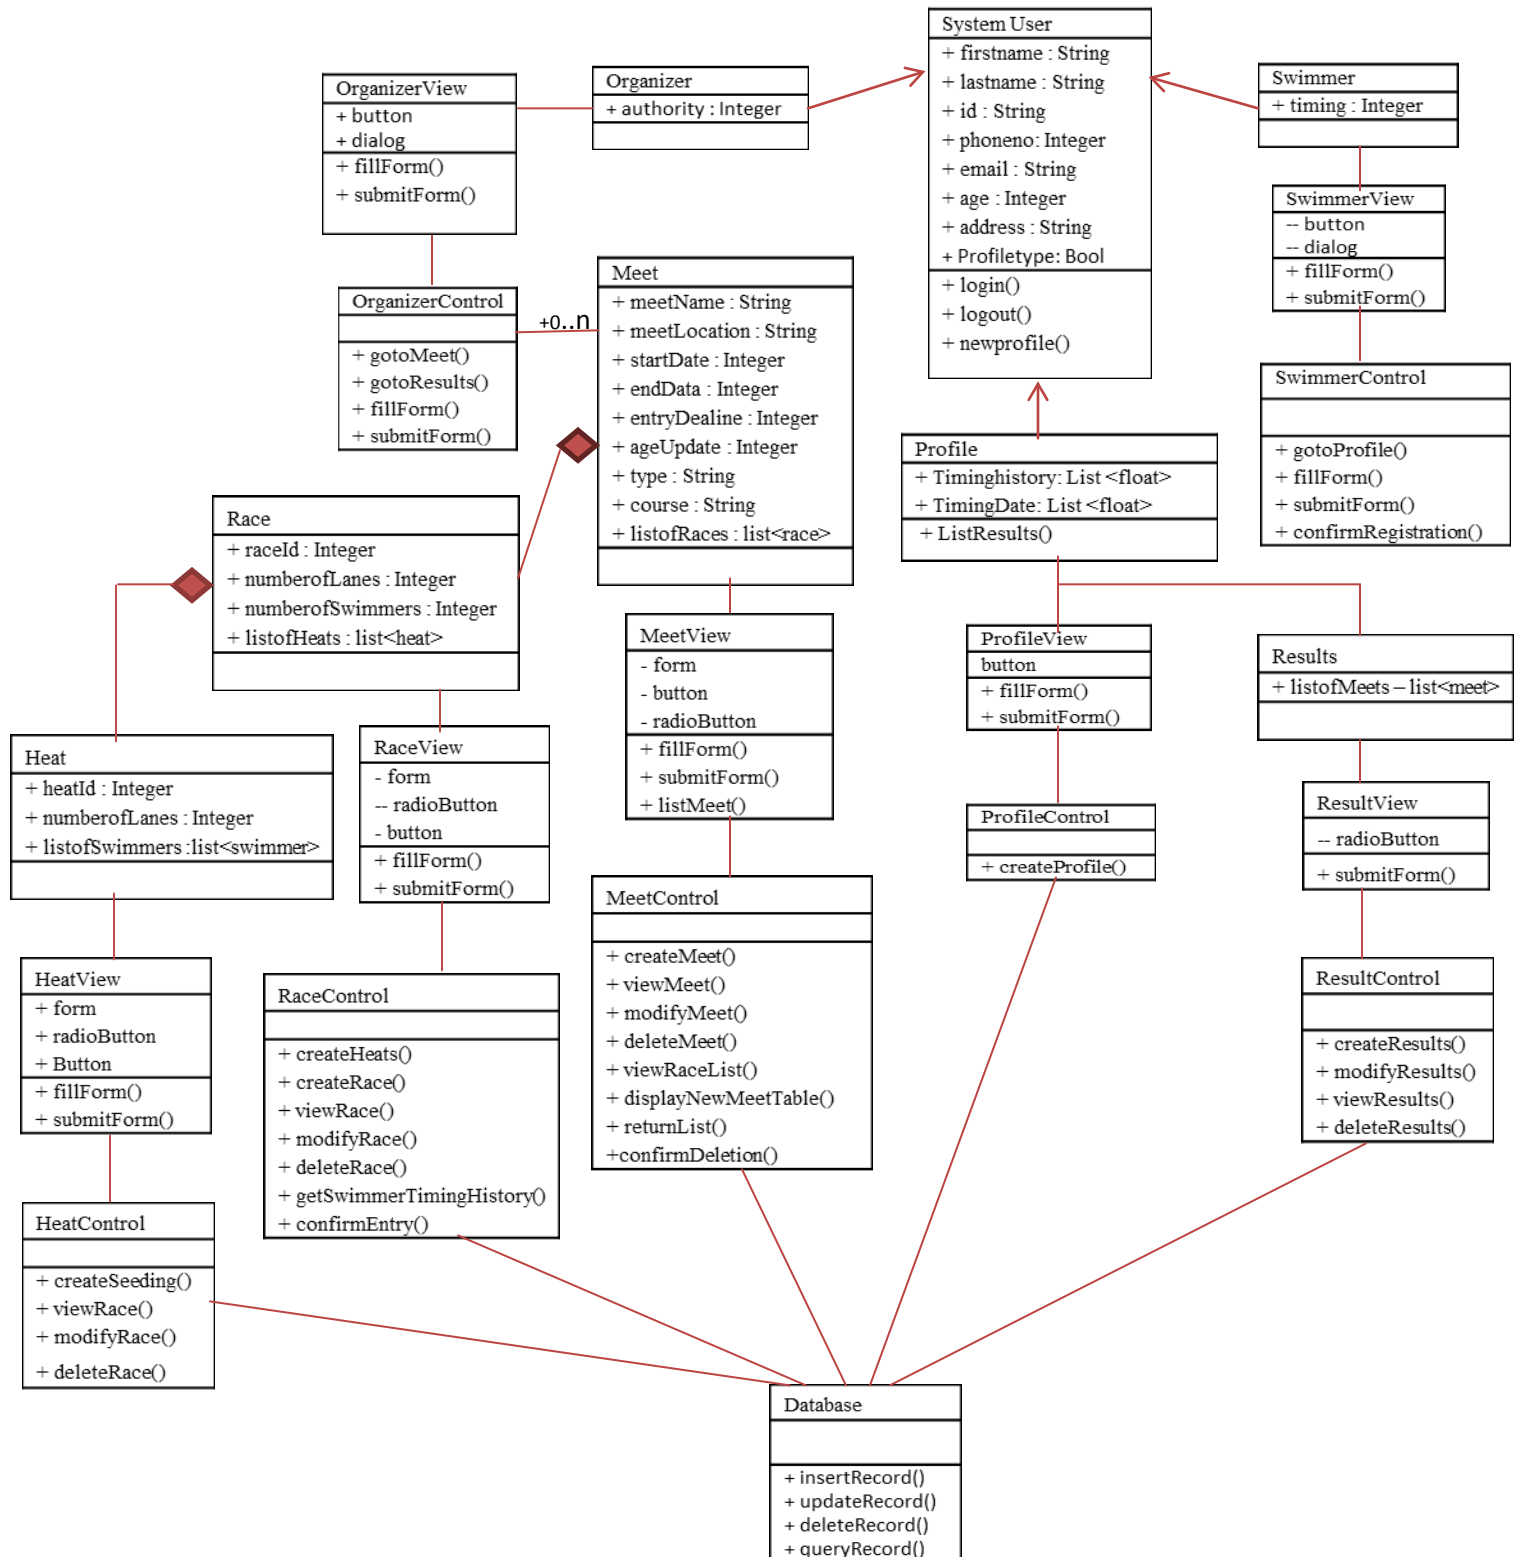 System User
+ firstname : String
+ lastname : String
+ id : String
+ phoneno: Integer
+ email : String
+ age : Integer
+ address : String
+ Profiletype: Bool
+ login()
+ logout()
+ newprofile()
OrganizerView
+ button
+ dialog
+ fillForm()
+ submitForm()
Organizer
+ authority : Integer
Swimmer
+ timing : Integer
SwimmerView
-- button
-- dialog
+ fillForm()
+ submitForm()
OrganizerControl
+ gotoMeet()
+ gotoResults()
+ fillForm()
+ submitForm()
+0..n
Meet
+ meetName : String
+ meetLocation : String
+ startDate : Integer
+ endData : Integer
+ entryDealine : Integer
+ ageUpdate : Integer
+ type : String
+ course : String
+ listofRaces : list<race>
SwimmerControl
+ gotoProfile()
+ fillForm()
+ submitForm()
+ confirmRegistration()
Profile
+ Timinghistory: List <float>
+ TimingDate: List <float>
+ ListResults()
Race
+ raceId : Integer
+ numberofLanes : Integer
+ numberofSwimmers : Integer
+ listofHeats : list<heat>
MeetView
- form
- button
- radioButton
+ fillForm()
+ submitForm()
+ listMeet()
ProfileView
button
+ fillForm()
+ submitForm()
Results
+ listofMeets – list<meet>
Heat
+ heatId : Integer
+ numberofLanes : Integer
+ listofSwimmers :list<swimmer>
RaceView
- form
-- radioButton
- button
+ fillForm()
+ submitForm()
ProfileControl
+ createProfile()
ResultView
-- radioButton
+ submitForm()
MeetControl
+ createMeet()
+ viewMeet()
+ modifyMeet()
+ deleteMeet()
+ viewRaceList()
+ displayNewMeetTable()
+ returnList()
+confirmDeletion()
HeatView
+ form
+ radioButton
+ Button
+ fillForm()
+ submitForm()
RaceControl
+ createHeats()
+ createRace()
+ viewRace()
+ modifyRace()
+ deleteRace()
+ getSwimmerTimingHistory()
+ confirmEntry()
ResultControl
+ createResults()
+ modifyResults()
+ viewResults()
+ deleteResults()
HeatControl
+ createSeeding()
+ viewRace()
+ modifyRace()
+ deleteRace()
Database
+ insertRecord()
+ updateRecord()
+ deleteRecord()
+ queryRecord()